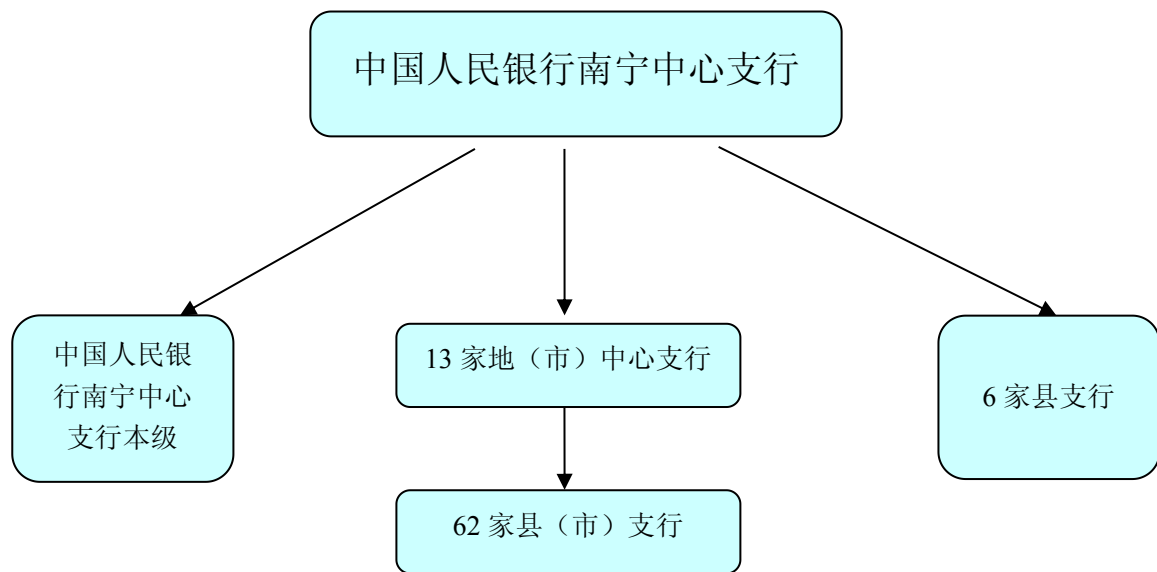 中国人民银行南宁中心支行
中国人民银
行南宁中心
支行本级
13 家地（市）中心支行
6 家县支行
62 家县（市）支行